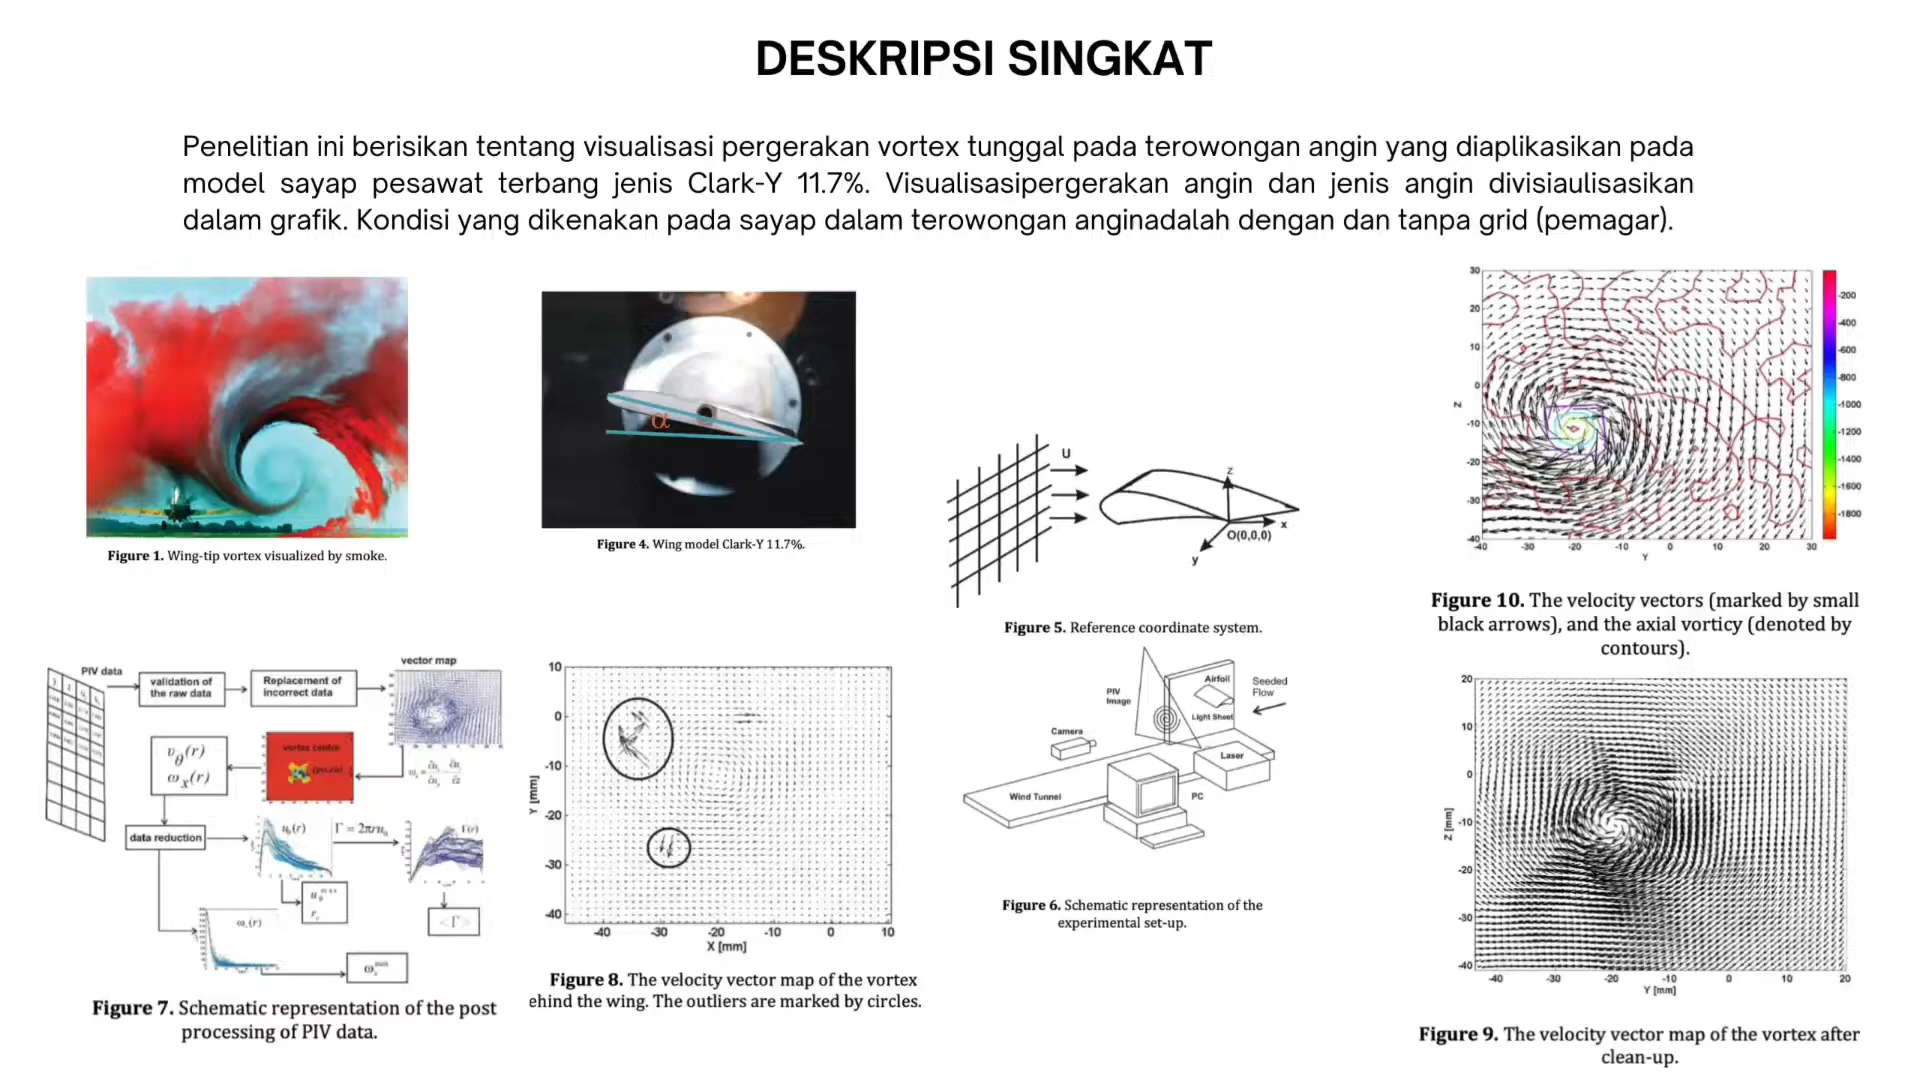 DESKRIPSI SINGKAT
Penelitian ini berisikan tentang visualisasi pergerakan vortex tunggal pada terowongan angin yang diaplikasikan pada
model sayap pesawat terbang jenis Clark-Y 11.7%. Visualisasipergerakan angin dan jenis angin divisiaulisasikan
dalam grafik. Kondisi yang dikenakan pada sayap dalam terowongan anginadalah dengan dan tanpa grid (pemagar).
Figure 1. Wing-tip vortex visualized by smoke.
α
Figure 4. Wing model Clark-Y 11.7%.
U
z
x
O(0,0,0)
y
Figure 5. Reference coordinate system.
30
20
10
0
-10
-20
-30
-40
Z
-40 -30 -20 -10 0 10 20 30
Y
-200
-400
-600
-800
-1000
-1200
-1400
-1600
-1800
Figure 10. The velocity vectors (marked by small
black arrows), and the axial vorticy (denoted by
contours).
PIV data
validation of
the raw data
Replacement of
incorrect data
vector map
υθ(r)
ωx(r)
vortex centre
data reduction
uθ(r)
Γ = 2πruθ
Γ(r)
<Γ>
Figure 7. Schematic representation of the post
processing of PIV data.
10
0
-10
-20
-30
-40
Y [mm]
-40 -30 -20 -10 0 10
X [mm]
Figure 8. The velocity vector map of the vortex
ehind the wing. The outliers are marked by circles.
PIV
Image
Airfoil
Seeded
Flow
Light Sheet
Camera
Laser
Wind Tunnel
PC
Figure 6. Schematic representation of the
experimental set-up.
20
10
0
-10
-20
-30
-40
Z [mm]
-40 -30 -20 -10 0 10 20
Y [mm]
Figure 9. The velocity vector map of the vortex after
clean-up.